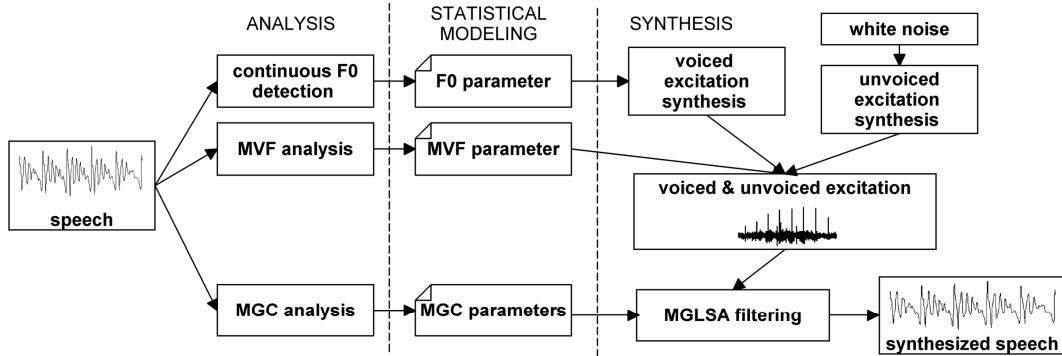 ANALYSIS
STATISTICAL
MODELING
SYNTHESIS
white noise
continuous F0
detection
F0 parameter
voiced
excitation
synthesis
unvoiced
excitation
synthesis
MVF analysis
MVF parameter
speech
voiced & unvoiced excitation
MGC analysis
MGC parameters
MGLSA filtering
synthesized speech